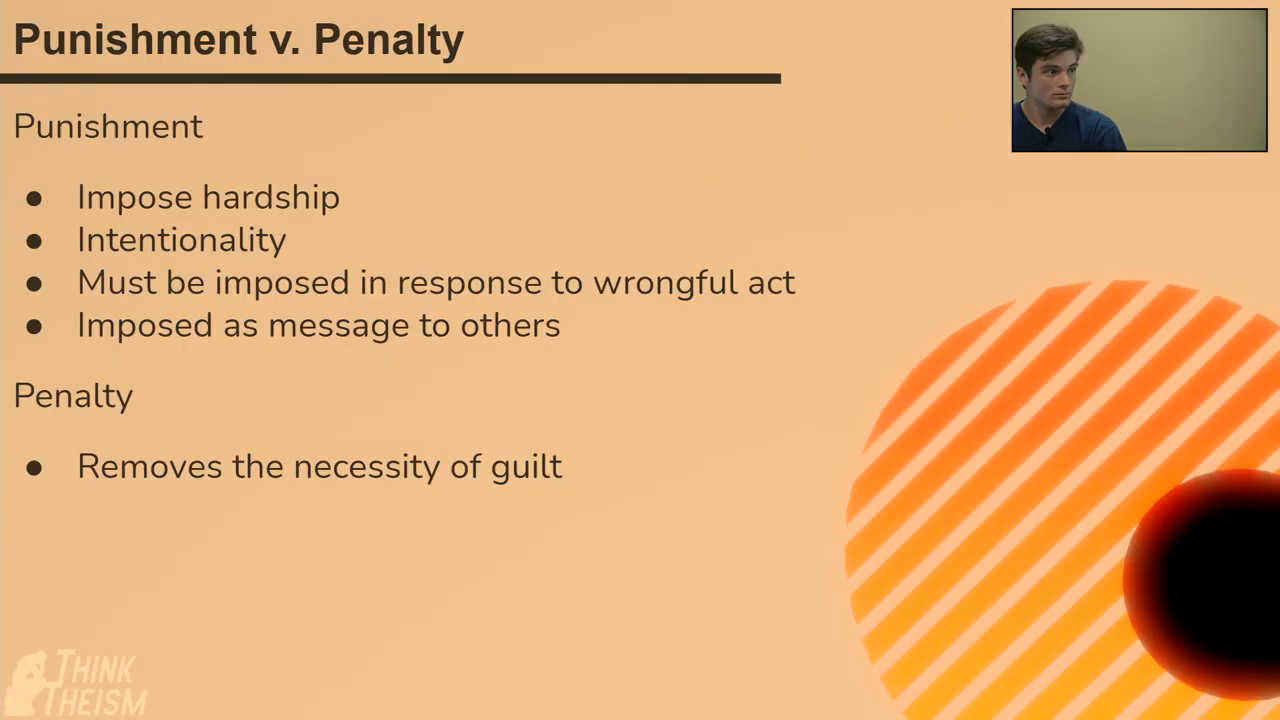 Punishment v. Penalty
Punishment
● Impose hardship
● Intentionality
● Must be imposed in response to wrongful act
● Imposed as message to others
Penalty
● Removes the necessity of guilt
THINK
THEISM